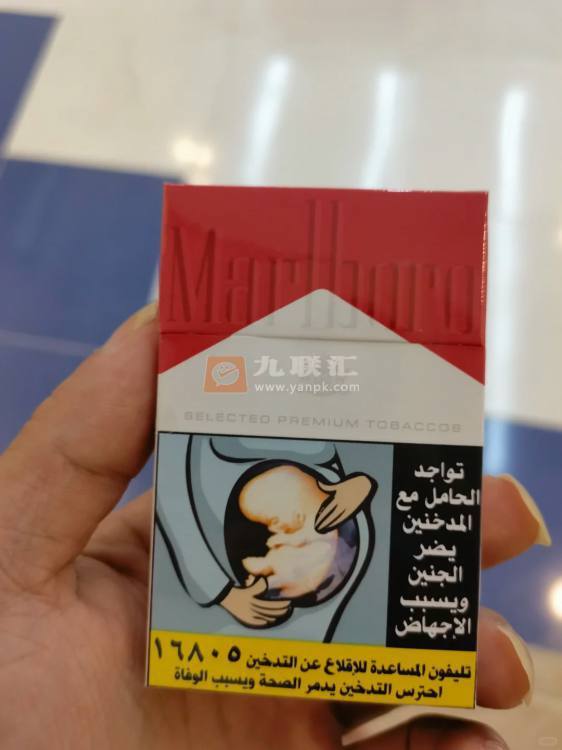 Marlboro
九联汇
www.yanpk.com
SELECTED PREMIUM TOBACCOS
تواجد
الحامل مع
المدخنين
يضر
الجنين
ويسبب
الإجهاض
تليفون المساعدة للإقلاع عن التدخين ١٦٨٠٥
احترس التدخين يدمر الصحة ويسبب الوفاة